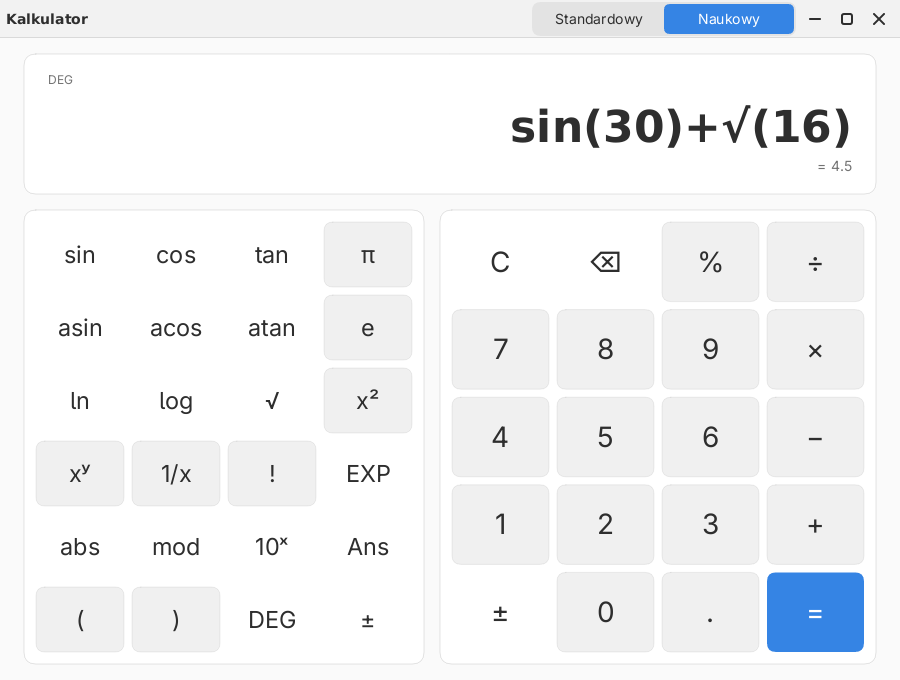 Kalkulator Standardowy Naukowy
DEG
sin(30)+√(16)
= 4.5
sin cos tan π
asin acos atan e
ln log √ x²
xʸ 1/x ! EXP
abs mod 10ˣ Ans
( ) DEG ±
C % ÷
7 8 9 ×
4 5 6 −
1 2 3 +
± 0 . =